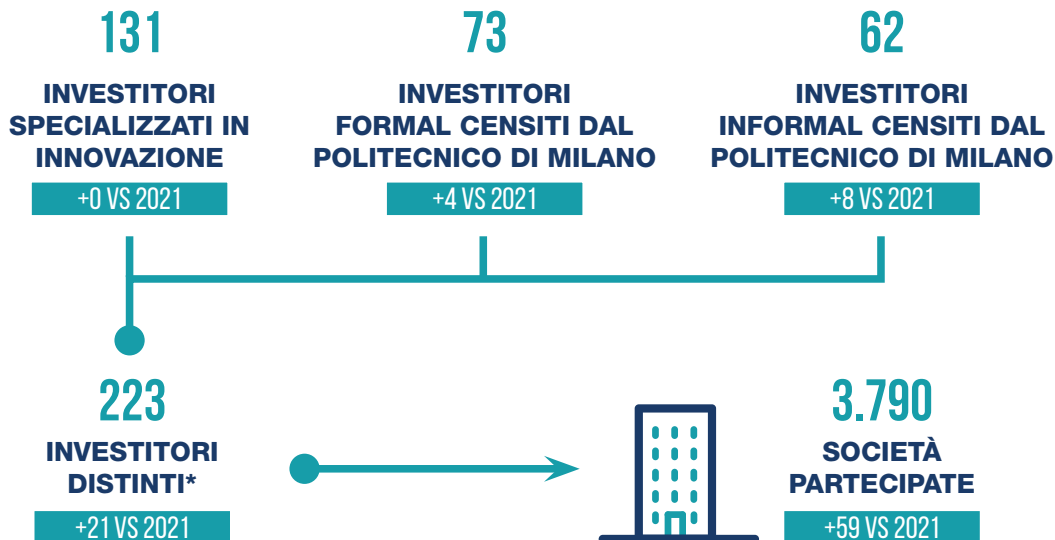 131
INVESTITORI
SPECIALIZZATI IN
INNOVAZIONE
+0 VS 2021
73
INVESTITORI
FORMAL CENSITI DAL
POLITECNICO DI MILANO
+4 VS 2021
62
INVESTITORI
INFORMAL CENSITI DAL
POLITECNICO DI MILANO
+8 VS 2021
223
INVESTITORI
DISTINTI*
+21 VS 2021
3.790
SOCIETÀ
PARTECIPATE
+59 VS 2021